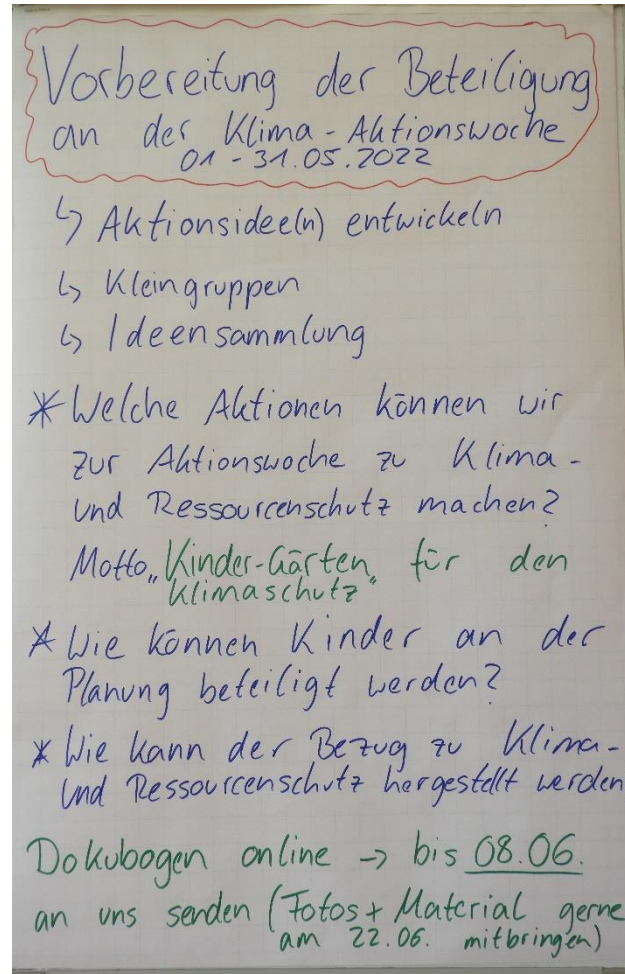 Vorbereitung der Beteiligung
an der Klima-Aktionswoche
01-31.05.2022
↳ Aktionsidee(n) entwickeln
↳ Kleingruppen
↳ Ideensammlung
* Welche Aktionen können wir
zur Aktionswoche zu Klima-
und Ressourcenschutz machen?
Motto „Kinder-Gärten für den
Klimaschutz"
* Wie können Kinder an der
Planung beteiligt werden?
* Wie kann der Bezug zu Klima-
und Ressourcenschutz hergestellt werden
Dokubogen online → bis 08.06.
an uns senden (Fotos + Material gerne
am 22.06. mitbringen)